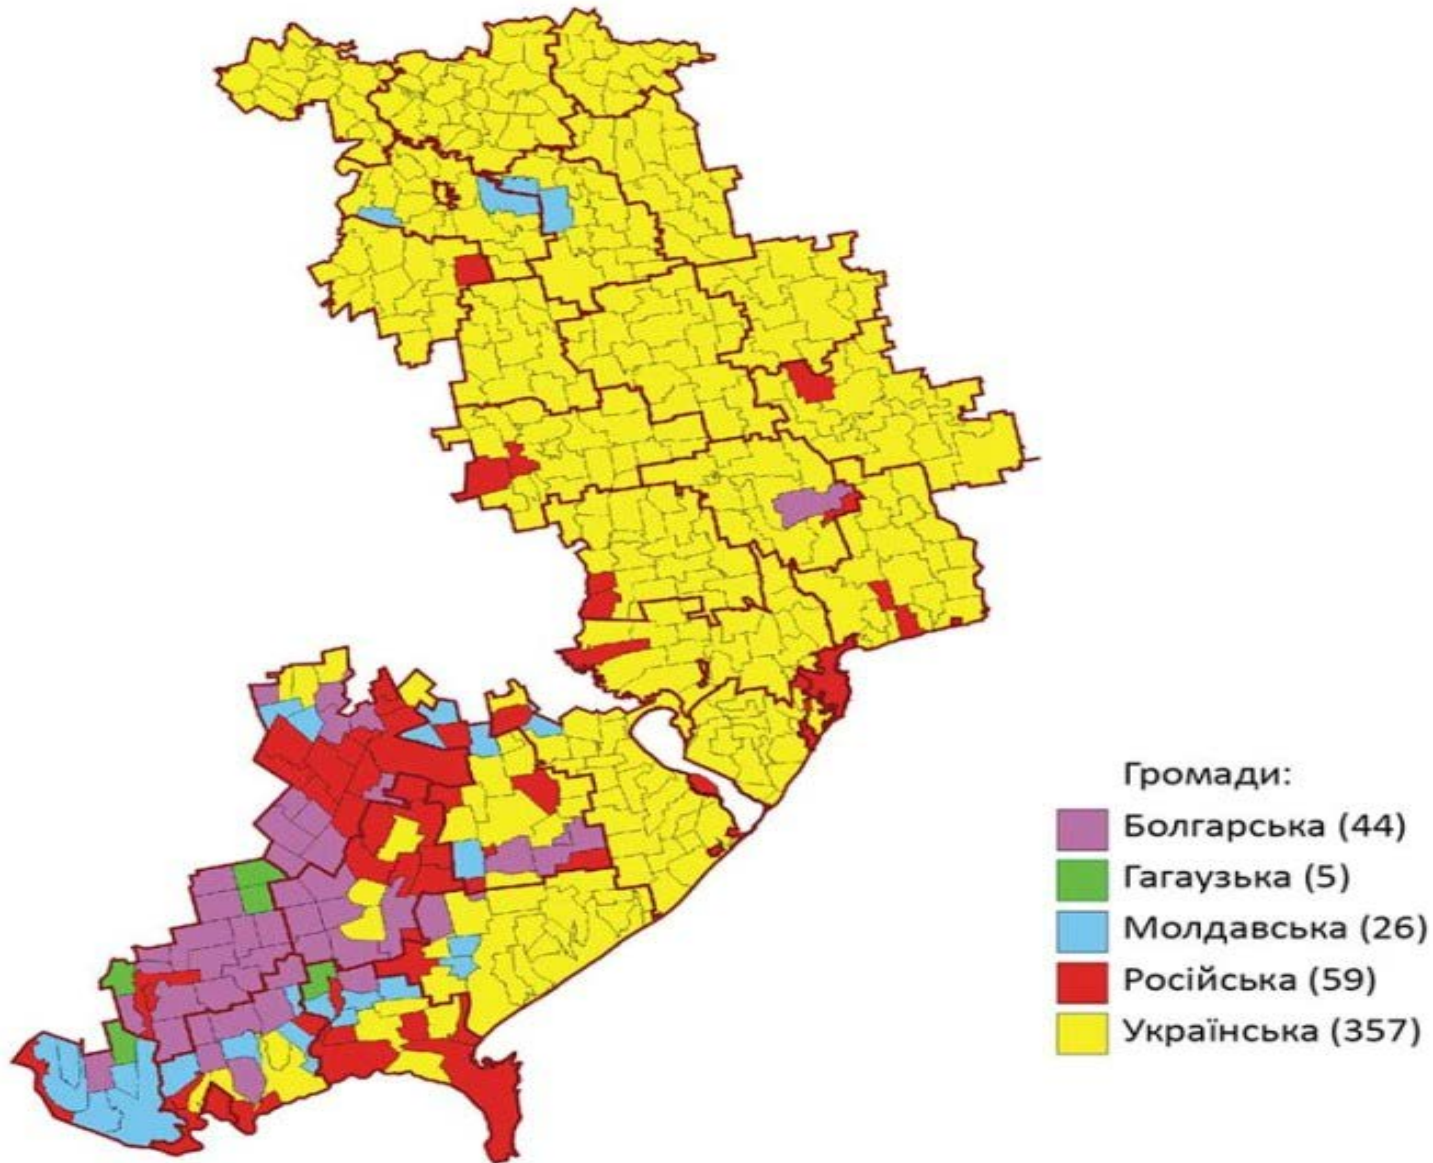 Громади:
Болгарська (44)
Гагаузька (5)
Молдавська (26)
Російська (59)
Українська (357)